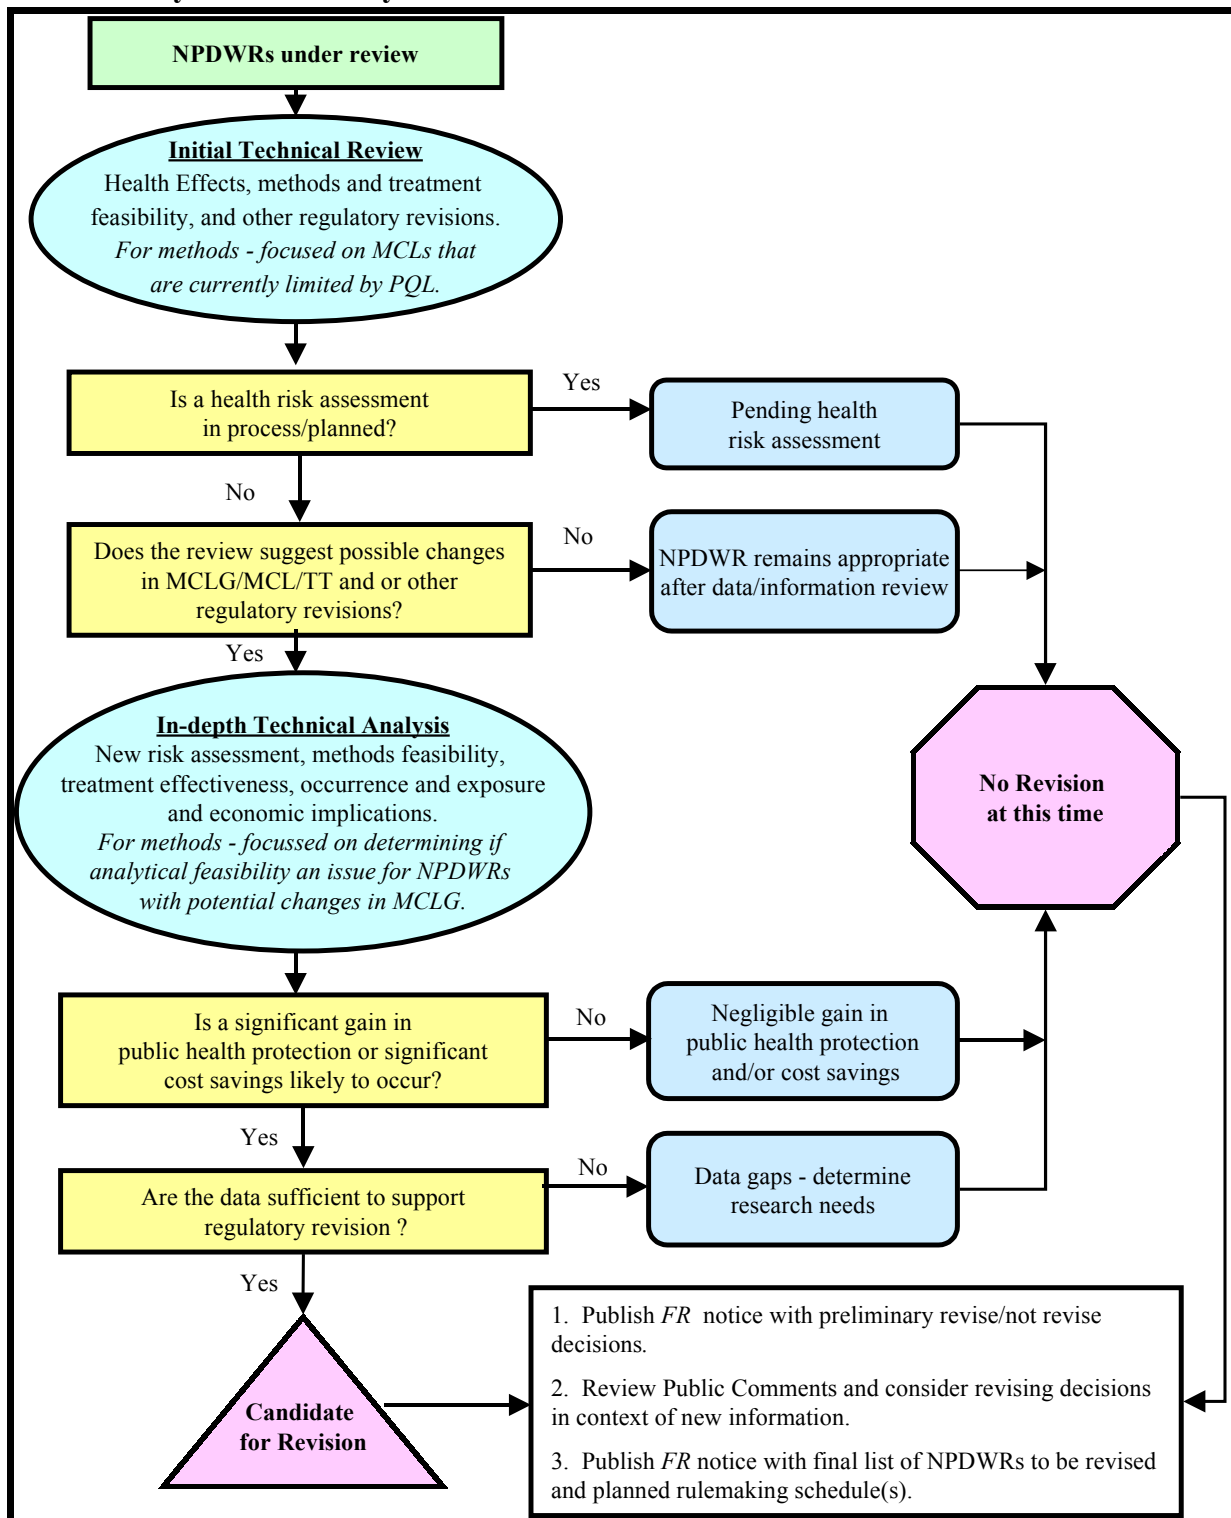 NPDWRs under review
Initial Technical Review
Health Effects, methods and treatment
feasibility, and other regulatory revisions.
For methods - focused on MCLs that
are currently limited by PQL.
Is a health risk assessment
in process/planned?
Yes
Pending health
risk assessment
No
Does the review suggest possible changes
in MCLG/MCL/TT and or other
regulatory revisions?
No
NPDWR remains appropriate
after data/information review
Yes
In-depth Technical Analysis
New risk assessment, methods feasibility,
treatment effectiveness, occurrence and exposure
and economic implications.
For methods - focussed on determining if
analytical feasibility an issue for NPDWRs
with potential changes in MCLG.
No Revision
at this time
Is a significant gain in
public health protection or significant
cost savings likely to occur?
No
Negligible gain in
public health protection
and/or cost savings
Yes
Are the data sufficient to support
regulatory revision ?
No
Data gaps - determine
research needs
Yes
Candidate
for Revision
1. Publish FR notice with preliminary revise/not revise
decisions.
2. Review Public Comments and consider revising decisions
in context of new information.
3. Publish FR notice with final list of NPDWRs to be revised
and planned rulemaking schedule(s).